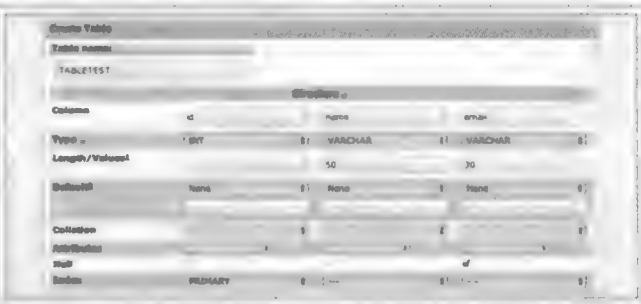 Create Table
Table name:
TABLETEST
Structure
Column id name email
Type INT VARCHAR VARCHAR
Length/Values 50 70
Default None None None
Collation
Attributes
Null
Index PRIMARY